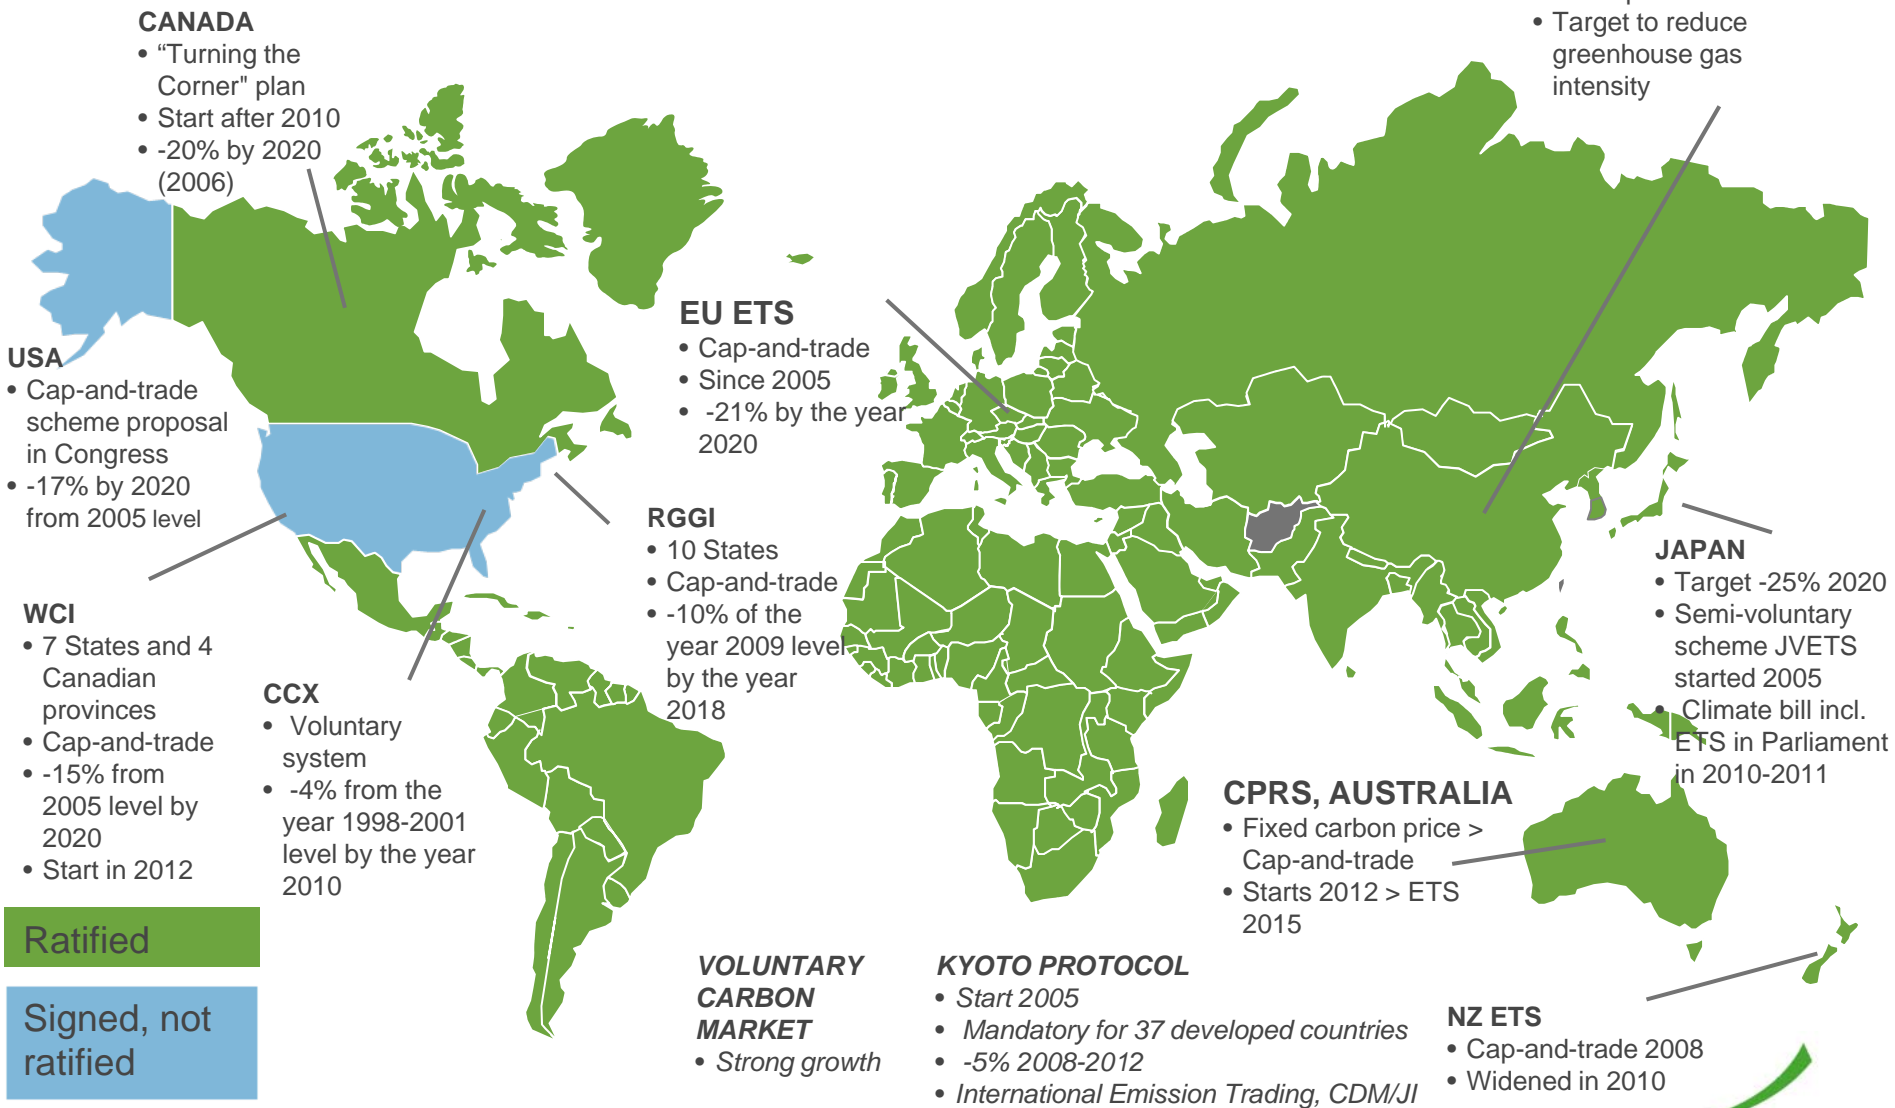 CANADA
• “Turning the
Corner" plan
• Start after 2010
• -20% by 2020
(2006)
• Target to reduce
greenhouse gas
intensity
USA
• Cap-and-trade
scheme proposal
in Congress
• -17% by 2020
from 2005 level
EU ETS
• Cap-and-trade
• Since 2005
• -21% by the year
2020
RGGI
• 10 States
• Cap-and-trade
• -10% of the
year 2009 level
by the year
2018
JAPAN
• Target -25% 2020
• Semi-voluntary
scheme JVETS
started 2005
• Climate bill incl.
ETS in Parliament
in 2010-2011
WCI
• 7 States and 4
Canadian
provinces
• Cap-and-trade
• -15% from
2005 level by
2020
• Start in 2012
CCX
• Voluntary
system
• -4% from the
year 1998-2001
level by the year
2010
CPRS, AUSTRALIA
• Fixed carbon price >
Cap-and-trade
• Starts 2012 > ETS
2015
Ratified
Signed, not
ratified
VOLUNTARY
CARBON
MARKET
• Strong growth
KYOTO PROTOCOL
• Start 2005
• Mandatory for 37 developed countries
• -5% 2008-2012
• International Emission Trading, CDM/JI
NZ ETS
• Cap-and-trade 2008
• Widened in 2010